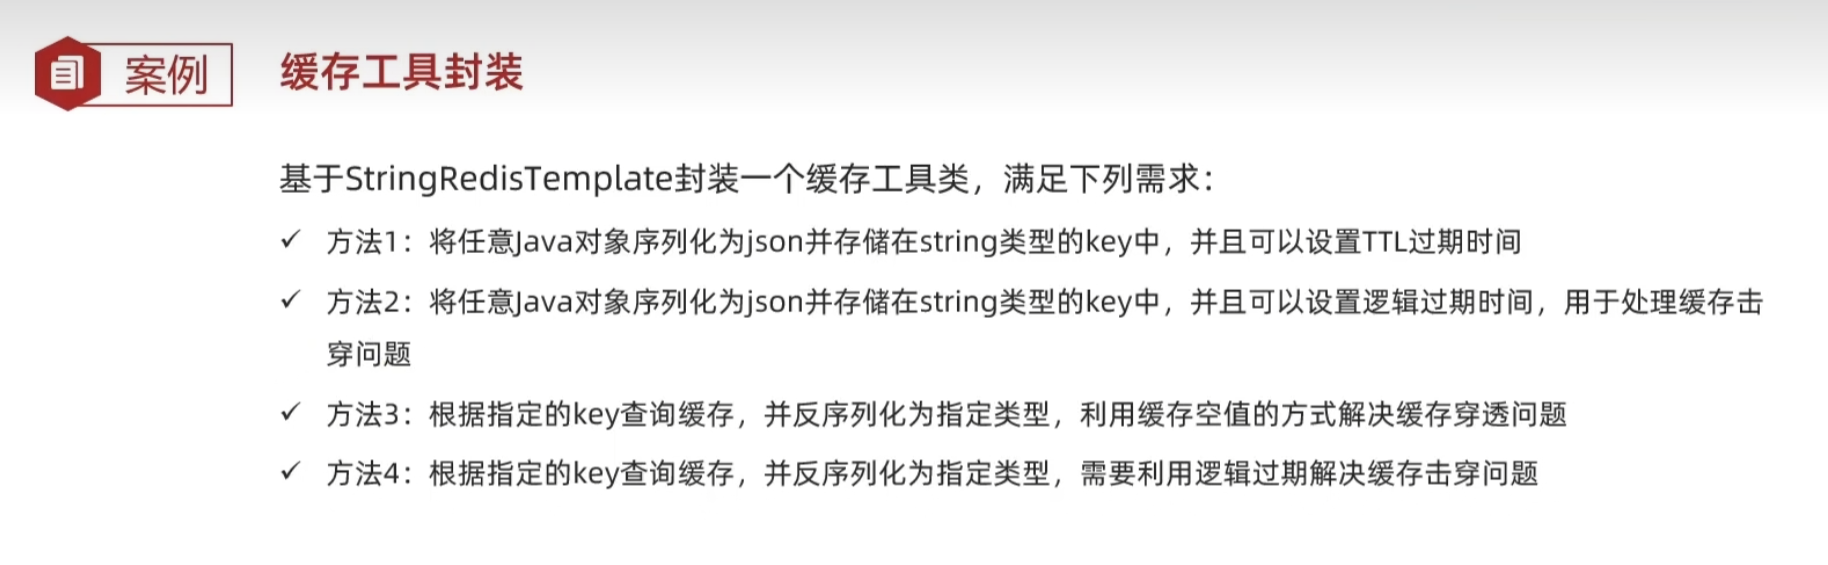 案例
缓存工具封装
基于StringRedisTemplate封装一个缓存工具类，满足下列需求：
✓ 方法1：将任意Java对象序列化为json并存储在string类型的key中，并且可以设置TTL过期时间
✓ 方法2：将任意Java对象序列化为json并存储在string类型的key中，并且可以设置逻辑过期时间，用于处理缓存击
穿问题
✓ 方法3：根据指定的key查询缓存，并反序列化为指定类型，利用缓存空值的方式解决缓存穿透问题
✓ 方法4：根据指定的key查询缓存，并反序列化为指定类型，需要利用逻辑过期解决缓存击穿问题